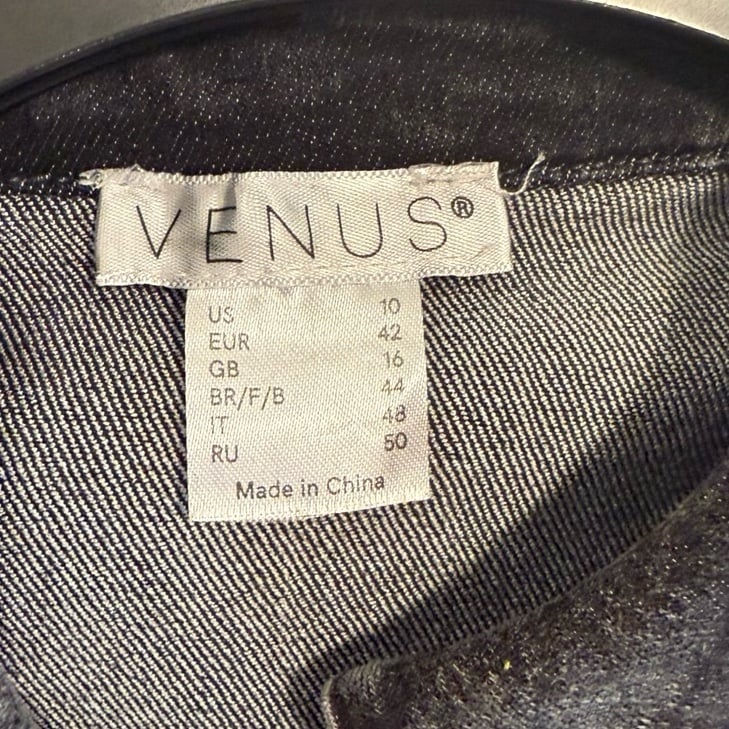 VENUS®
US 10
EUR 42
GB 16
BR/F/B 44
IT 48
RU 50
Made in China